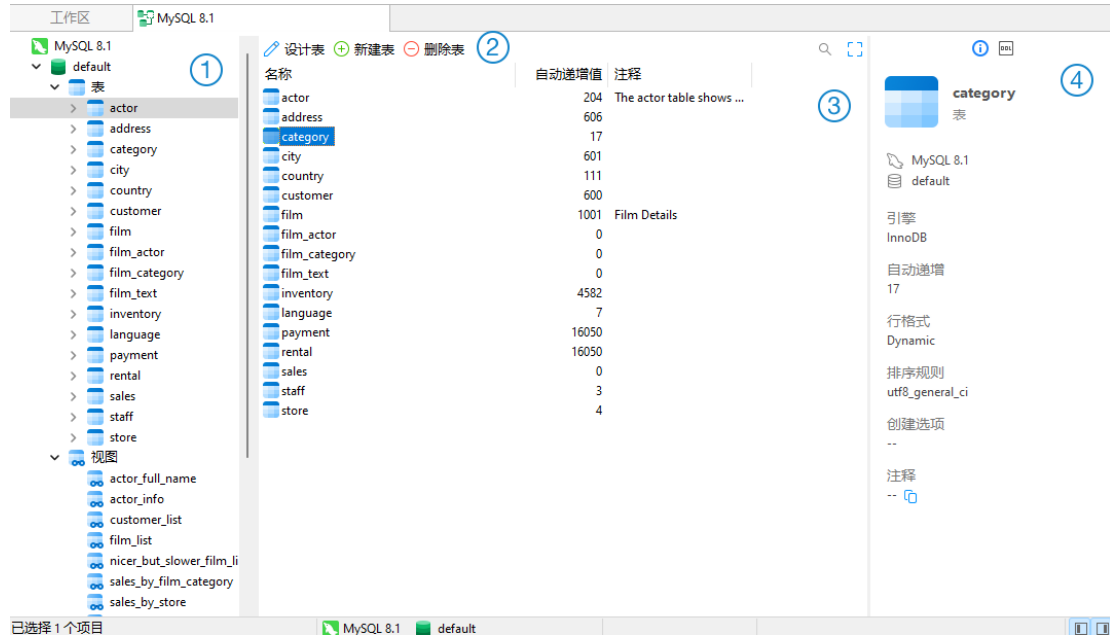 工作区
MySQL 8.1
MySQL 8.1
default
表
actor
address
category
city
country
customer
film
film_actor
film_category
film_text
inventory
language
payment
rental
sales
staff
store
视图
actor_full_name
actor_info
customer_list
film_list
nicer_but_slower_film_li
sales_by_film_category
sales_by_store
1
设计表 新建表 删除表 2
名称 自动递增值 注释
actor 204 The actor table shows ...
address 606
category 17
city 601
country 111
customer 600
film 1001 Film Details
film_actor 0
film_category 0
film_text 0
inventory 4582
language 7
payment 16050
rental 16050
sales 0
staff 3
store 4
3
DDL
4
category
表
MySQL 8.1
default
引擎
InnoDB
自动递增
17
行格式
Dynamic
排序规则
utf8_general_ci
创建选项
--
注释
--
已选择 1 个项目 MySQL 8.1 default